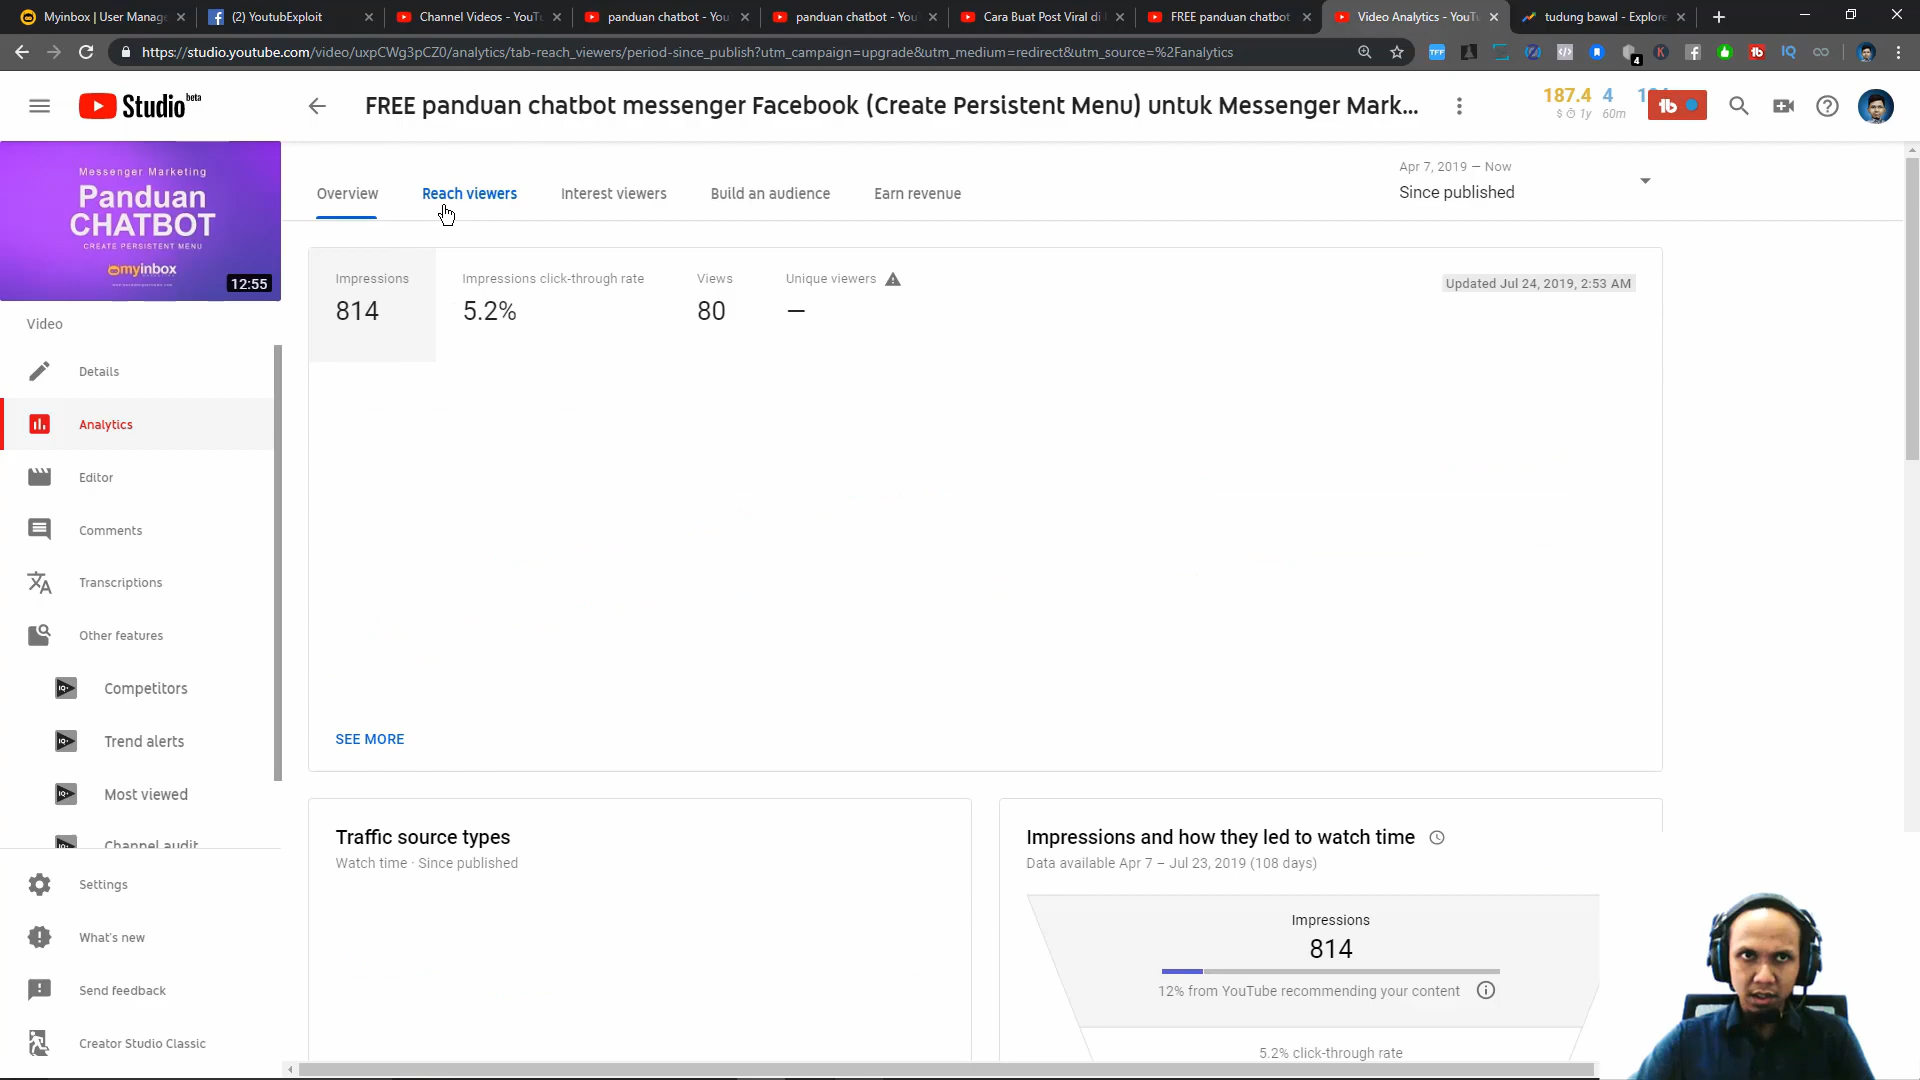 Myinbox | User Manage
(2) YoutubExploit
Channel Videos - YouTu
panduan chatbot - You
panduan chatbot - You
Cara Buat Post Viral di
FREE panduan chatbot
Video Analytics - YouTu
tudung bawal - Explore
https://studio.youtube.com/video/uxpCWg3pCZ0/analytics/tab-reach_viewers/period-since_publish?utm_campaign=upgrade&utm_medium=redirect&utm_source=%2Fanalytics
Studio beta
FREE panduan chatbot messenger Facebook (Create Persistent Menu) untuk Messenger Mark...
187.4 4
1y 60m
Messenger Marketing
Panduan
CHATBOT
CREATE PERSISTENT MENU
myinbox
12:55
Overview
Reach viewers
Interest viewers
Build an audience
Earn revenue
Apr 7, 2019 – Now
Since published
Impressions
814
Impressions click-through rate
5.2%
Views
80
Unique viewers
—
Updated Jul 24, 2019, 2:53 AM
SEE MORE
Video
Details
Analytics
Editor
Comments
Transcriptions
Other features
Competitors
Trend alerts
Most viewed
Channel audit
Settings
What's new
Send feedback
Creator Studio Classic
Traffic source types
Watch time · Since published
Impressions and how they led to watch time
Data available Apr 7 – Jul 23, 2019 (108 days)
Impressions
814
12% from YouTube recommending your content
5.2% click-through rate